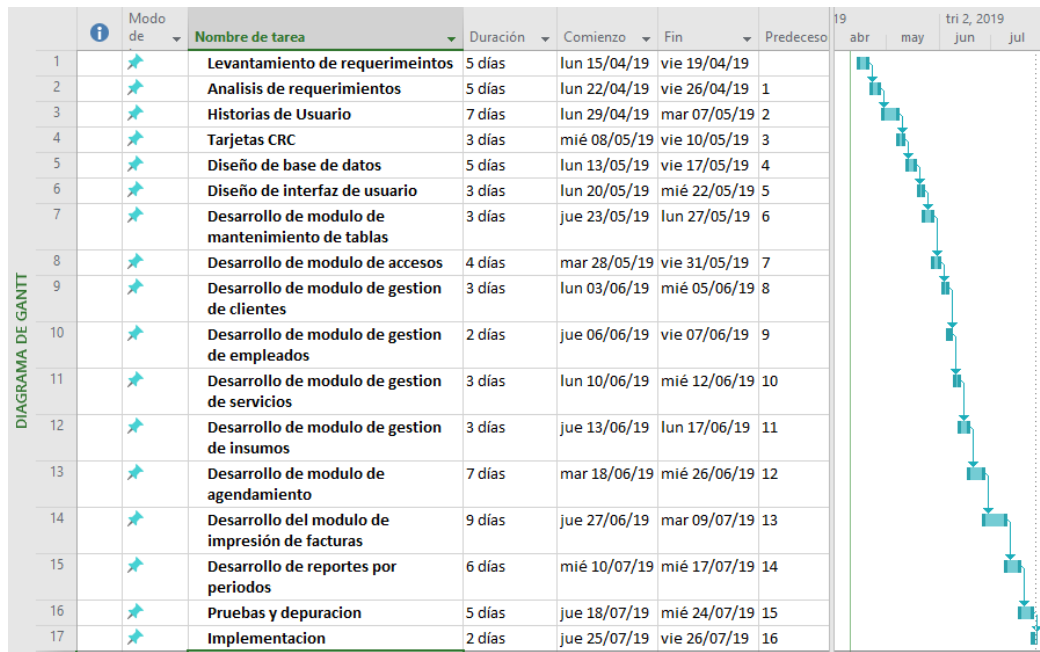 Modo
de
Nombre de tarea Duración Comienzo Fin Predeceso
19 tri 2, 2019
abr may jun jul
1 Levantamiento de requerimeintos 5 días lun 15/04/19 vie 19/04/19
2 Analisis de requerimientos 5 días lun 22/04/19 vie 26/04/19 1
3 Historias de Usuario 7 días lun 29/04/19 mar 07/05/19 2
4 Tarjetas CRC 3 días mié 08/05/19 vie 10/05/19 3
5 Diseño de base de datos 5 días lun 13/05/19 vie 17/05/19 4
6 Diseño de interfaz de usuario 3 días lun 20/05/19 mié 22/05/19 5
7 Desarrollo de modulo de 3 días jue 23/05/19 lun 27/05/19 6
mantenimiento de tablas
8 Desarrollo de modulo de accesos 4 días mar 28/05/19 vie 31/05/19 7
9 Desarrollo de modulo de gestion 3 días lun 03/06/19 mié 05/06/19 8
de clientes
10 Desarrollo de modulo de gestion 2 días jue 06/06/19 vie 07/06/19 9
de empleados
11 Desarrollo de modulo de gestion 3 días lun 10/06/19 mié 12/06/19 10
de servicios
12 Desarrollo de modulo de gestion 3 días jue 13/06/19 lun 17/06/19 11
de insumos
13 Desarrollo de modulo de 7 días mar 18/06/19 mié 26/06/19 12
agendamiento
14 Desarrollo del modulo de 9 días jue 27/06/19 mar 09/07/19 13
impresión de facturas
15 Desarrollo de reportes por 6 días mié 10/07/19 mié 17/07/19 14
periodos
16 Pruebas y depuracion 5 días jue 18/07/19 mié 24/07/19 15
17 Implementacion 2 días jue 25/07/19 vie 26/07/19 16
DIAGRAMA DE GANTT